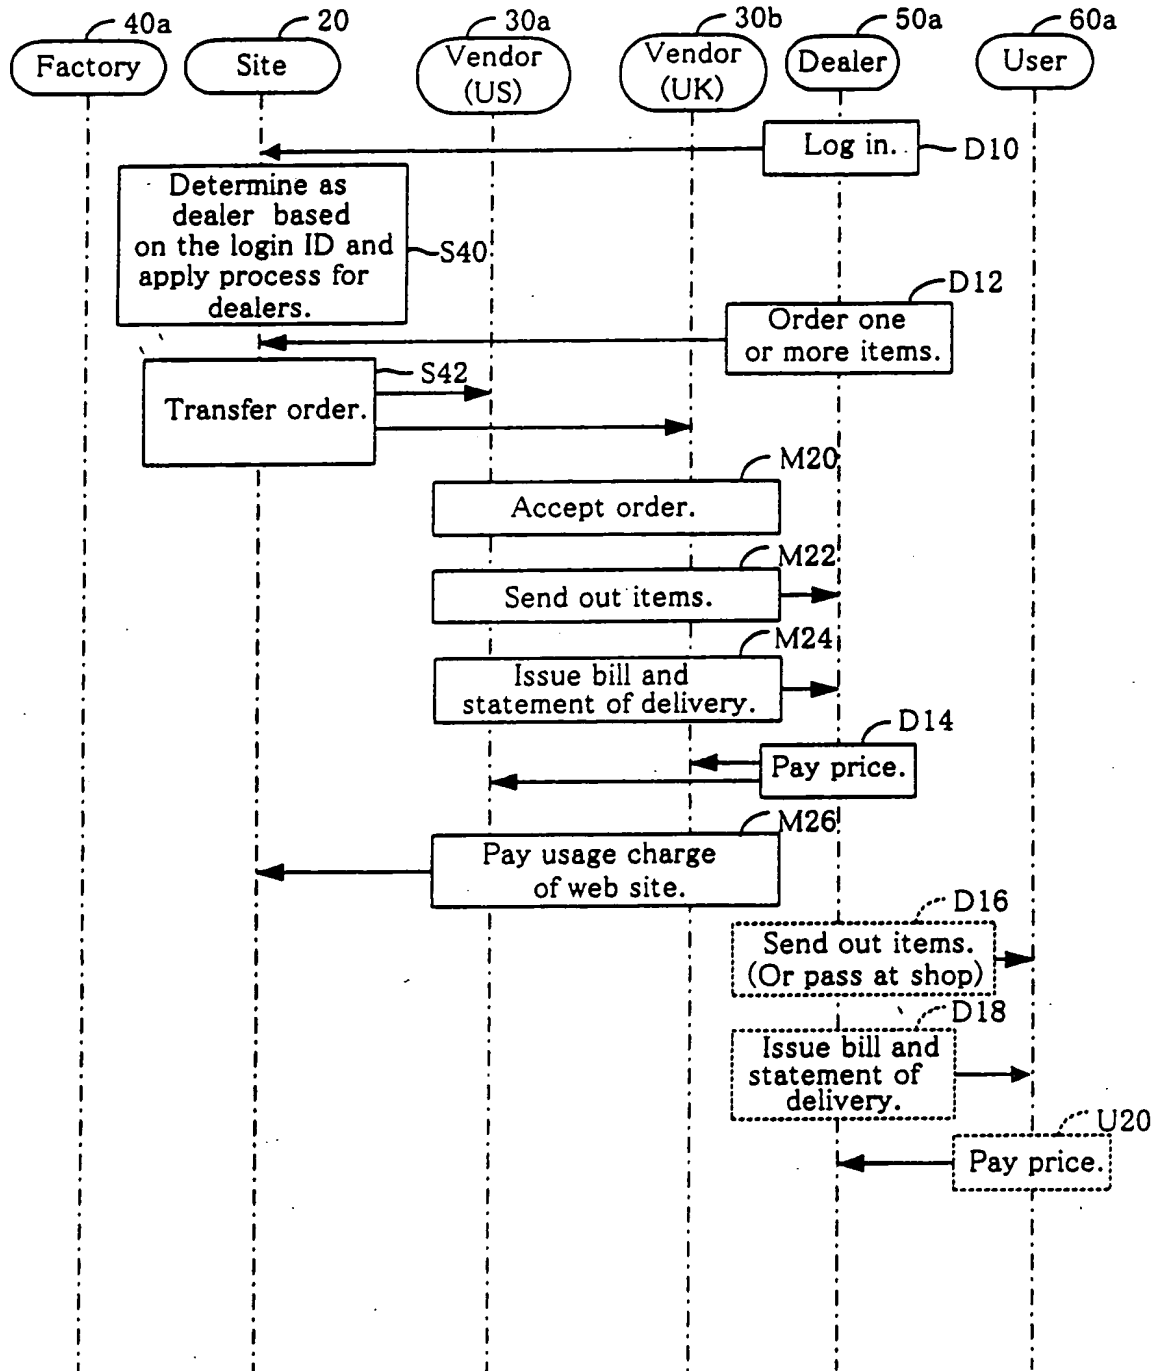 40a
20
30a
30b
50a
60a
Factory
Site
Vendor
(US)
Vendor
(UK)
Dealer
User
Log in.
D10
Determine as
dealer based
on the login ID and
apply process for
dealers.
S40
D12
Order one
or more items.
S42
Transfer order.
M20
Accept order.
M22
Send out items.
M24
Issue bill and
statement of delivery.
D14
Pay price.
M26
Pay usage charge
of web site.
D16
Send out items.
(Or pass at shop)
D18
Issue bill and
statement of
delivery.
U20
Pay price.